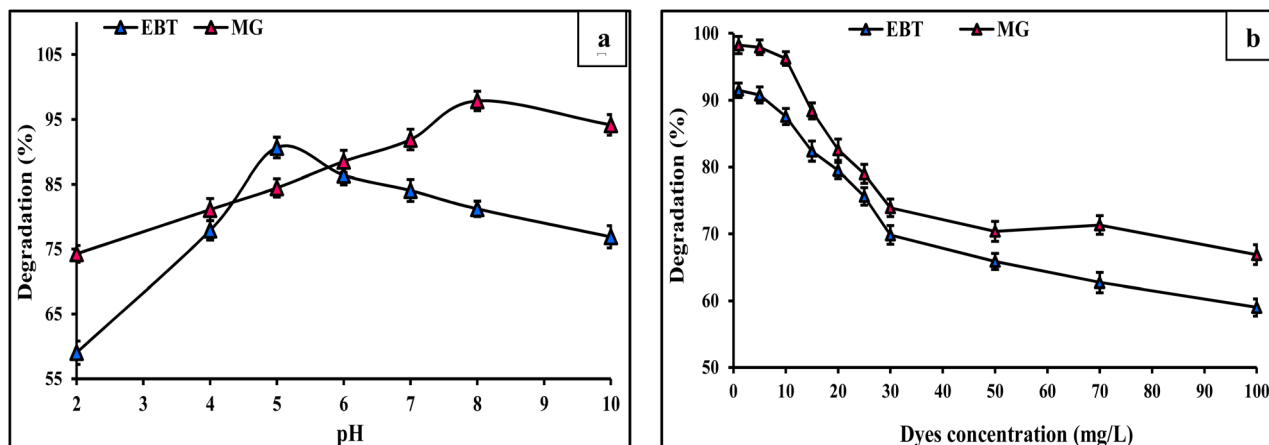 EBT MG
a
105
95
85
75
65
55
2 3 4 5 6 7 8 9 10
Degradation (%)
pH
EBT MG
b
100
90
80
70
60
50
0 10 20 30 40 50 60 70 80 90 100
Degradation (%)
Dyes concentration (mg/L)